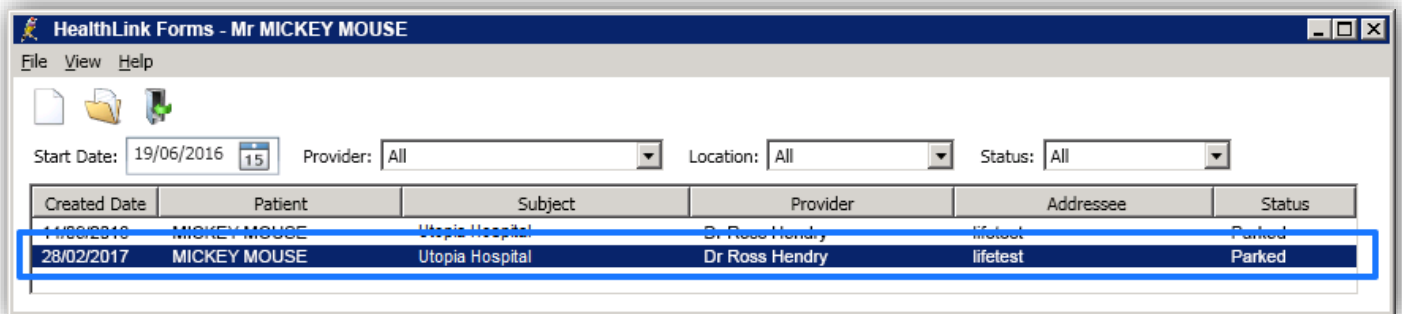 HealthLink Forms - Mr MICKEY MOUSE
File View Help
Start Date: 19/06/2016 15 Provider: All Location: All Status: All
Created Date Patient Subject Provider Addressee Status
MICKEY MOUSE Utopia Hospital Dr Ross Hendry lifetest Parked
28/02/2017 MICKEY MOUSE Utopia Hospital Dr Ross Hendry lifetest Parked